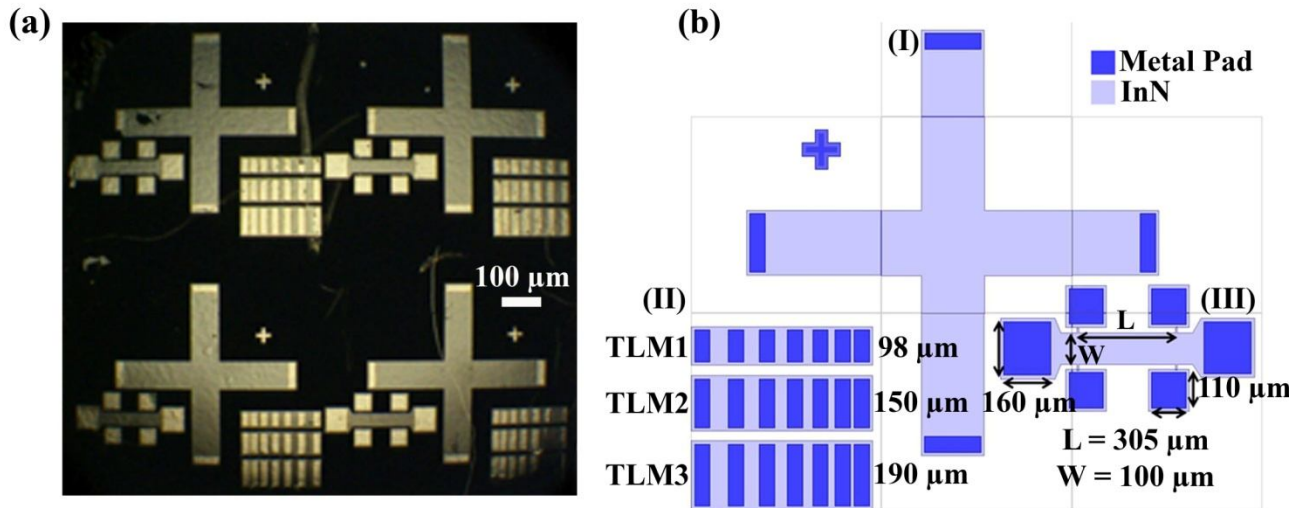 (a)
100 µm
(b)
(I)
Metal Pad
InN
(II)
(III)
L
TLM1
98 µm
W
TLM2
150 µm
160 µm
110 µm
L = 305 µm
TLM3
190 µm
W = 100 µm